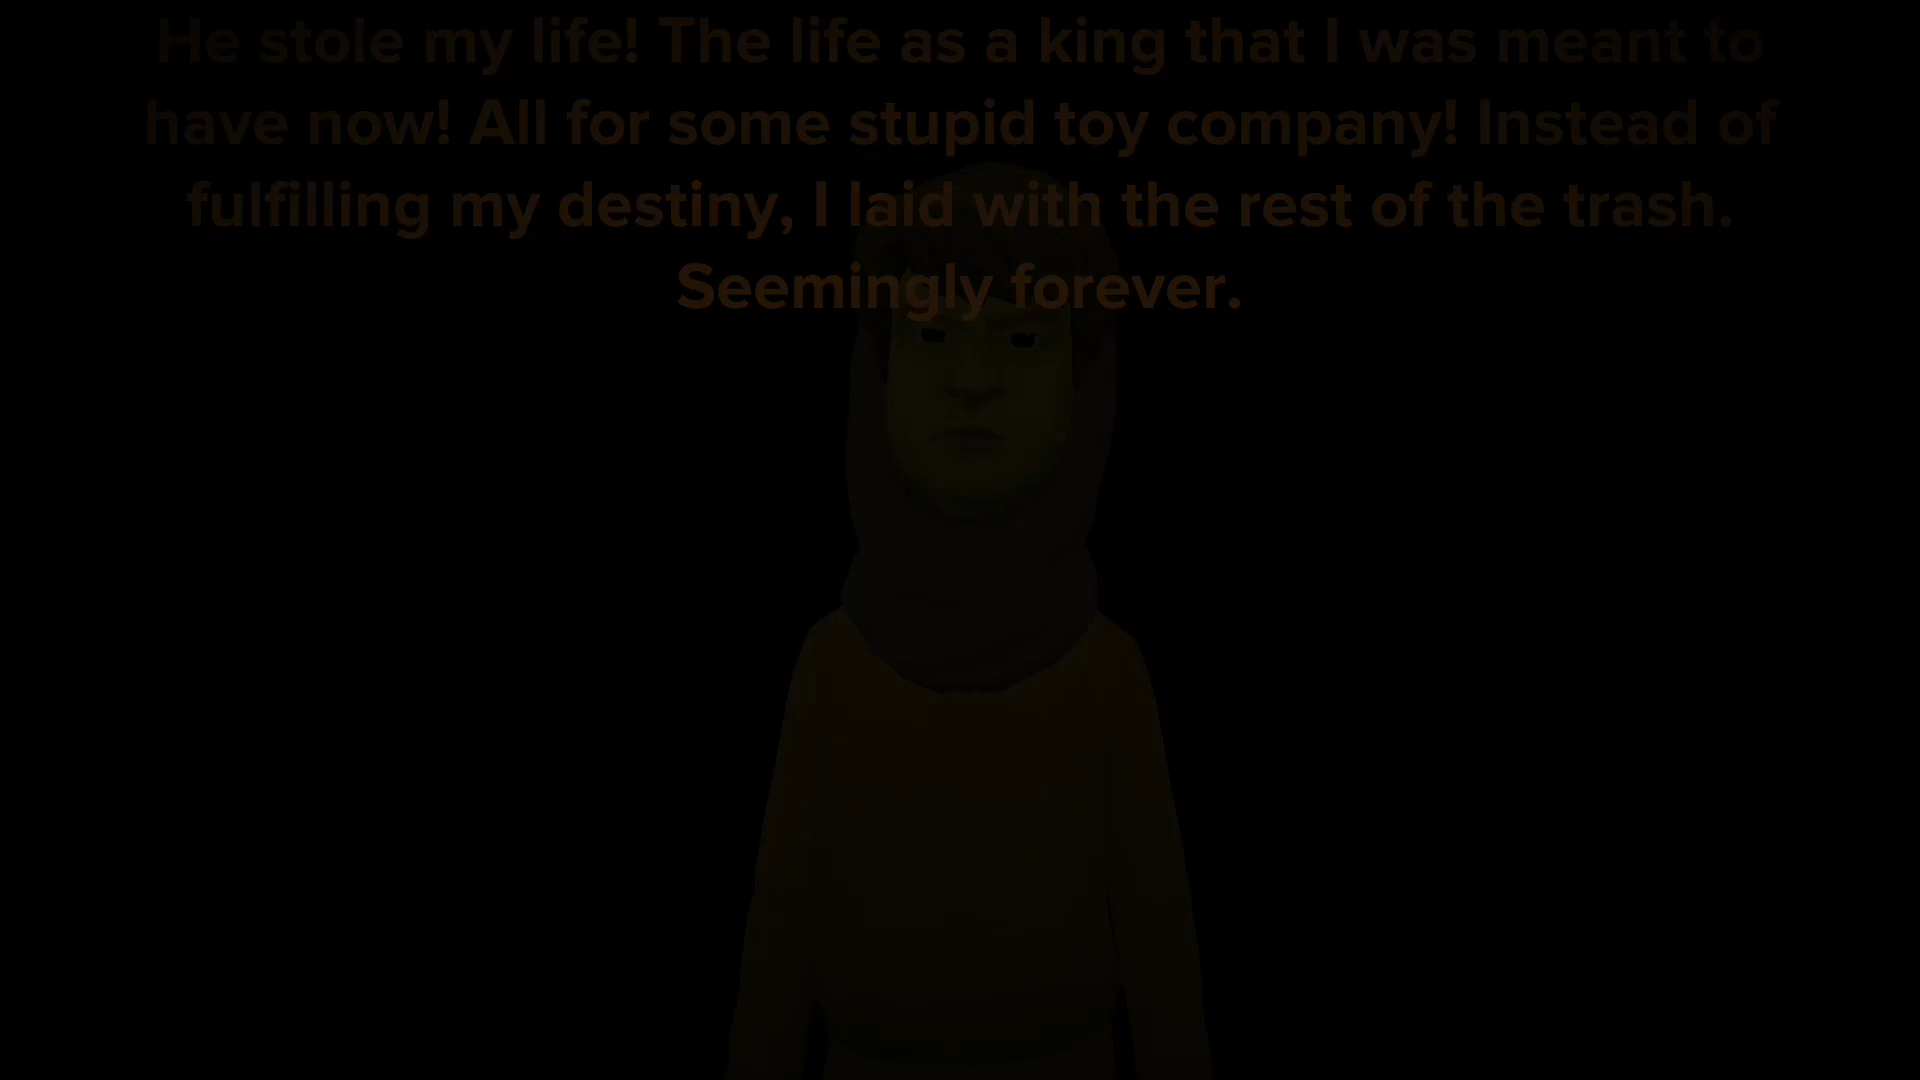 He stole my life! The life as a king that I was meant to
have now! All for some stupid toy company! Instead of
fulfilling my destiny, I laid with the rest of the trash.
Seemingly forever.